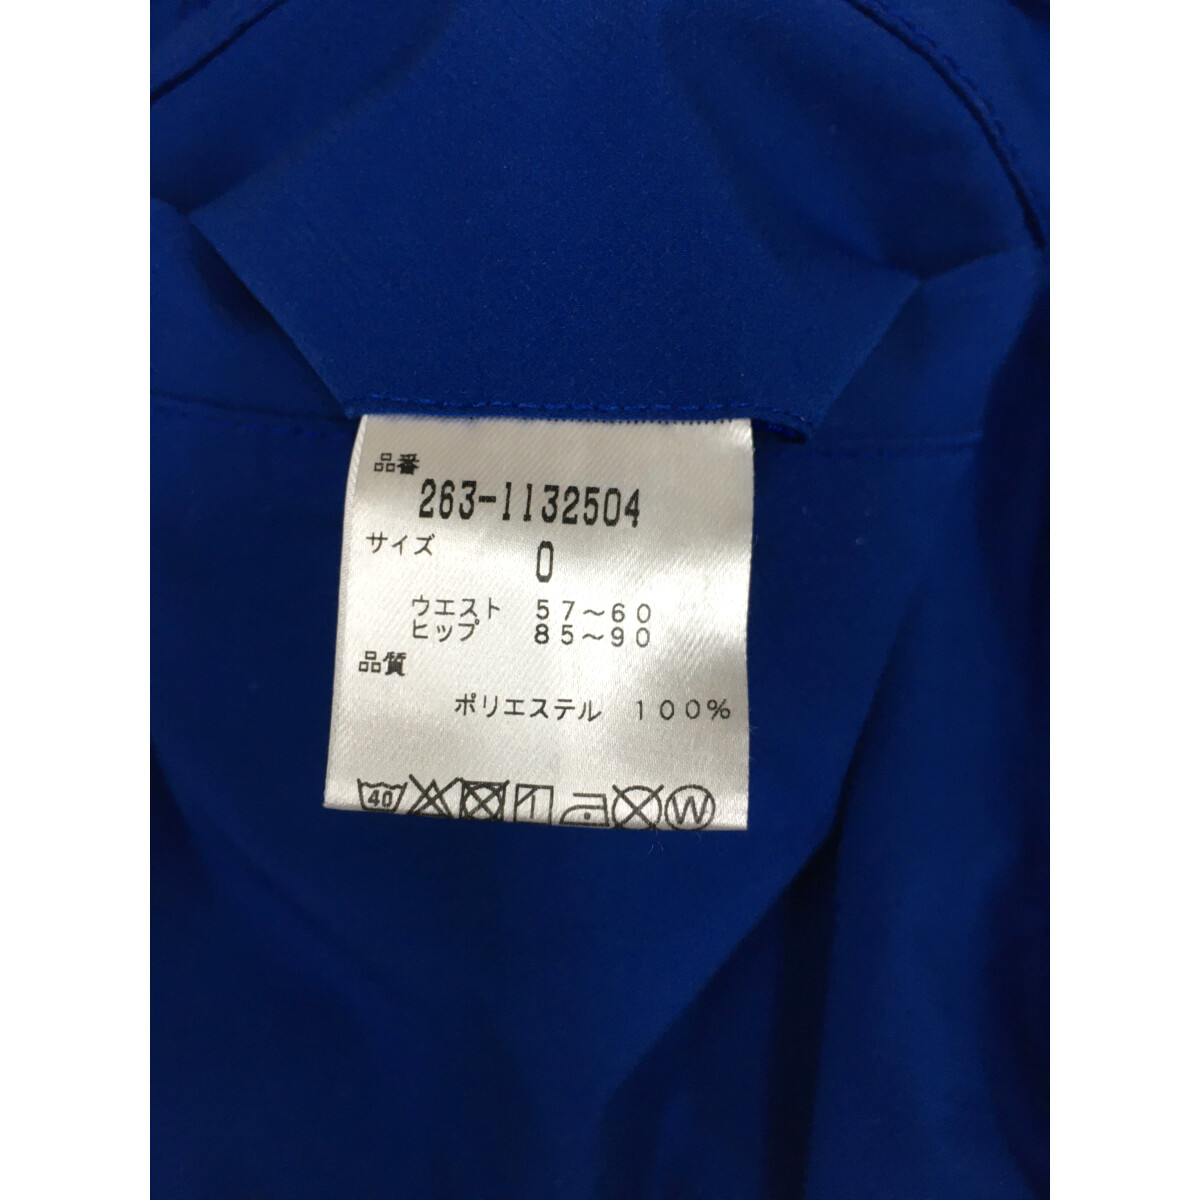 品番
263-1132504
サイズ 0
ウエスト 57～60
ヒップ 85～90
品質
ポリエステル 100%
40 W